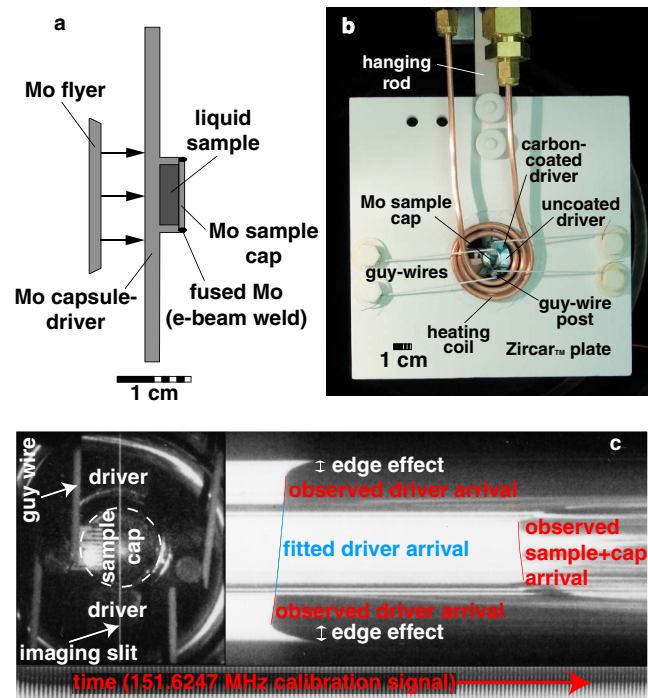 a
Mo flyer
liquid
sample
Mo sample
cap
Mo capsule-
driver
fused Mo
(e-beam weld)
1 cm
b
hanging
rod
carbon-
coated
driver
Mo sample
cap
uncoated
driver
guy-wires
guy-wire
post
heating
coil
1 cm
Zircar™ plate
c
guy wire
driver
sample
cap
driver
imaging slit
edge effect
observed driver arrival
fitted driver arrival
observed
sample+cap
arrival
observed driver arrival
edge effect
time (151.6247 MHz calibration signal)